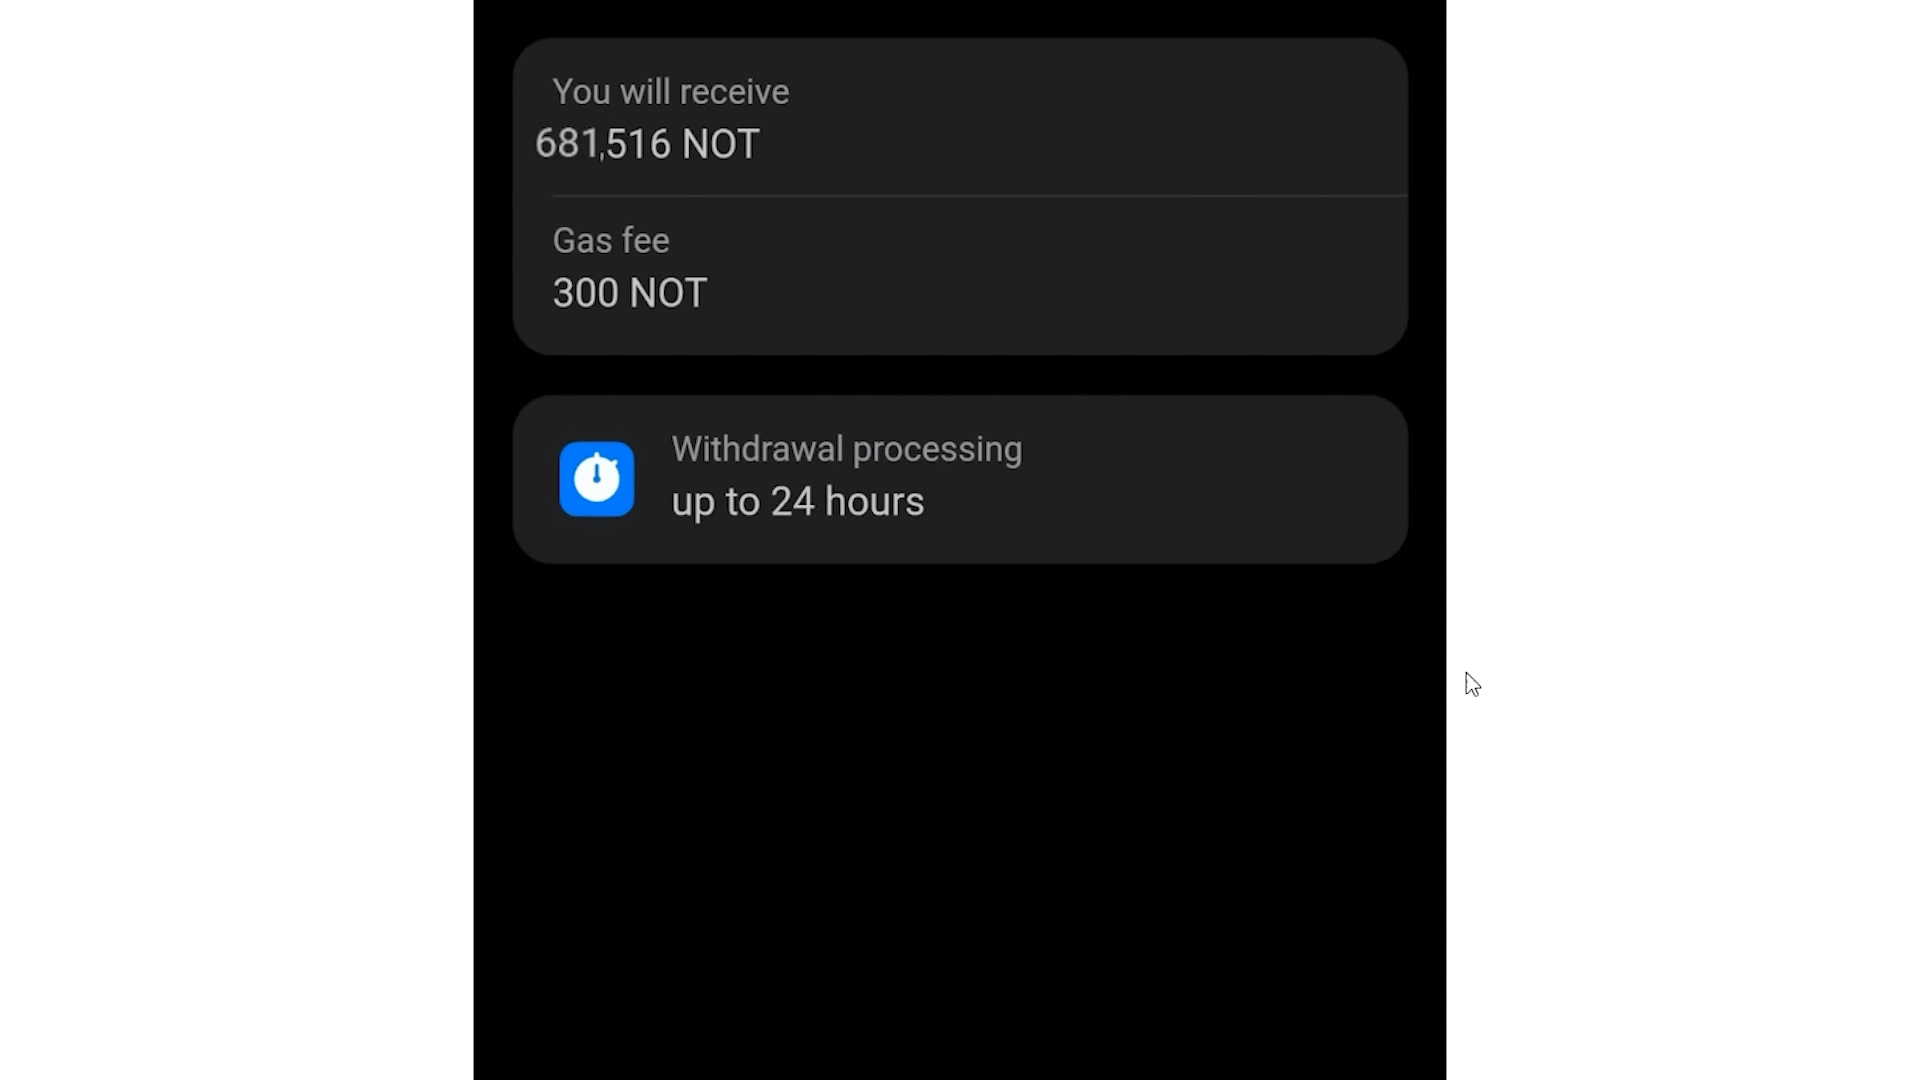 You will receive
681,516 NOT
Gas fee
300 NOT
Withdrawal processing
up to 24 hours